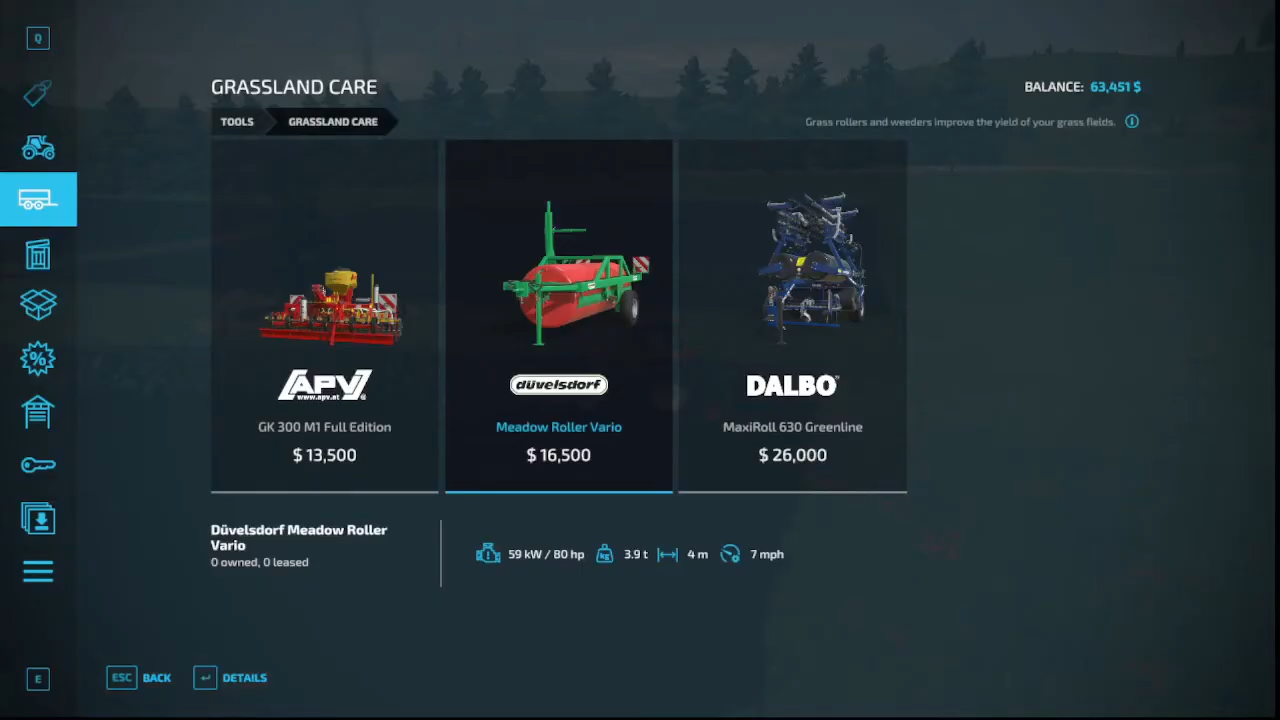 Q
GRASSLAND CARE
BALANCE: 63,451 $
TOOLS
GRASSLAND CARE
Grass rollers and weeders improve the yield of your grass fields.
APV
www.apv.at
düvelsdorf
DALBO
GK 300 M1 Full Edition
Meadow Roller Vario
MaxiRoll 630 Greenline
$ 13,500
$ 16,500
$ 26,000
Düvelsdorf Meadow Roller
Vario
0 owned, 0 leased
59 kW / 80 hp
kg
3.9 t
4 m
7 mph
%
E
ESC BACK
DETAILS